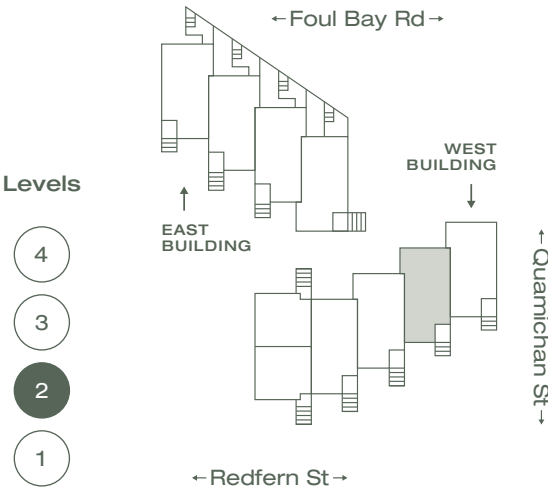 ←Foul Bay Rd→
WEST
BUILDING
Levels
EAST
BUILDING
4
3
2
1
←Quamichan St→
←Redfern St→